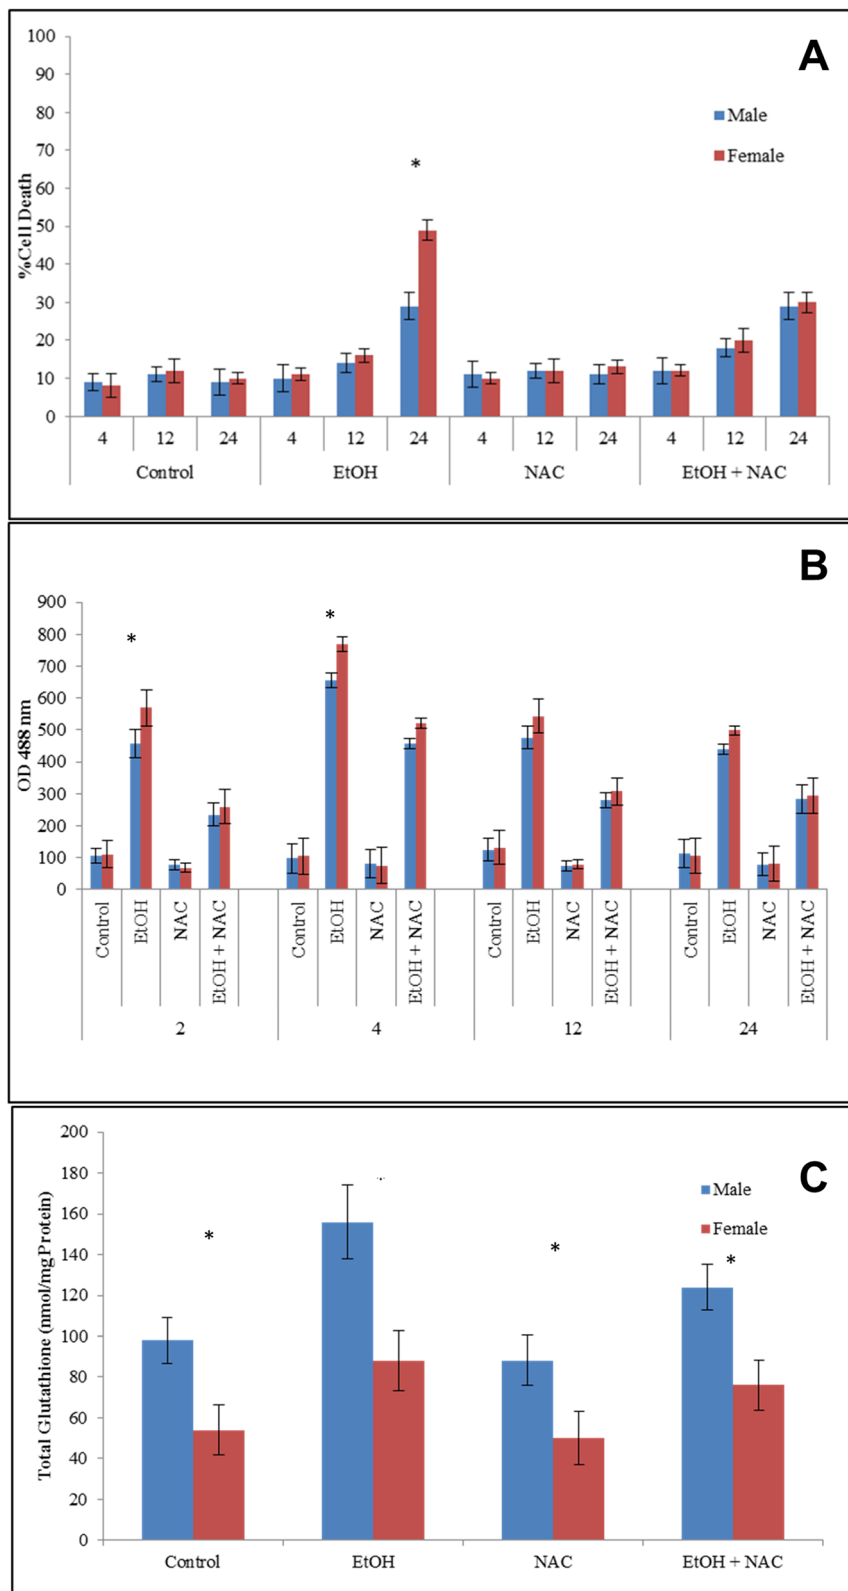 A
100
90
80
70
60
50
40
30
20
10
0
%Cell Death
Male
Female
*
4 12 24 4 12 24 4 12 24 4 12 24
Control EtOH NAC EtOH + NAC
B
900
800
700
600
500
400
300
200
100
0
OD 488 nm
* *
Control EtOH NAC EtOH + NAC Control EtOH NAC EtOH + NAC Control EtOH NAC EtOH + NAC Control EtOH NAC EtOH + NAC
2 4 12 24
C
200
180
160
140
120
100
80
60
40
20
0
Total Glutathione (nmol/mg Protein)
Male
Female
* * *
Control EtOH NAC EtOH + NAC